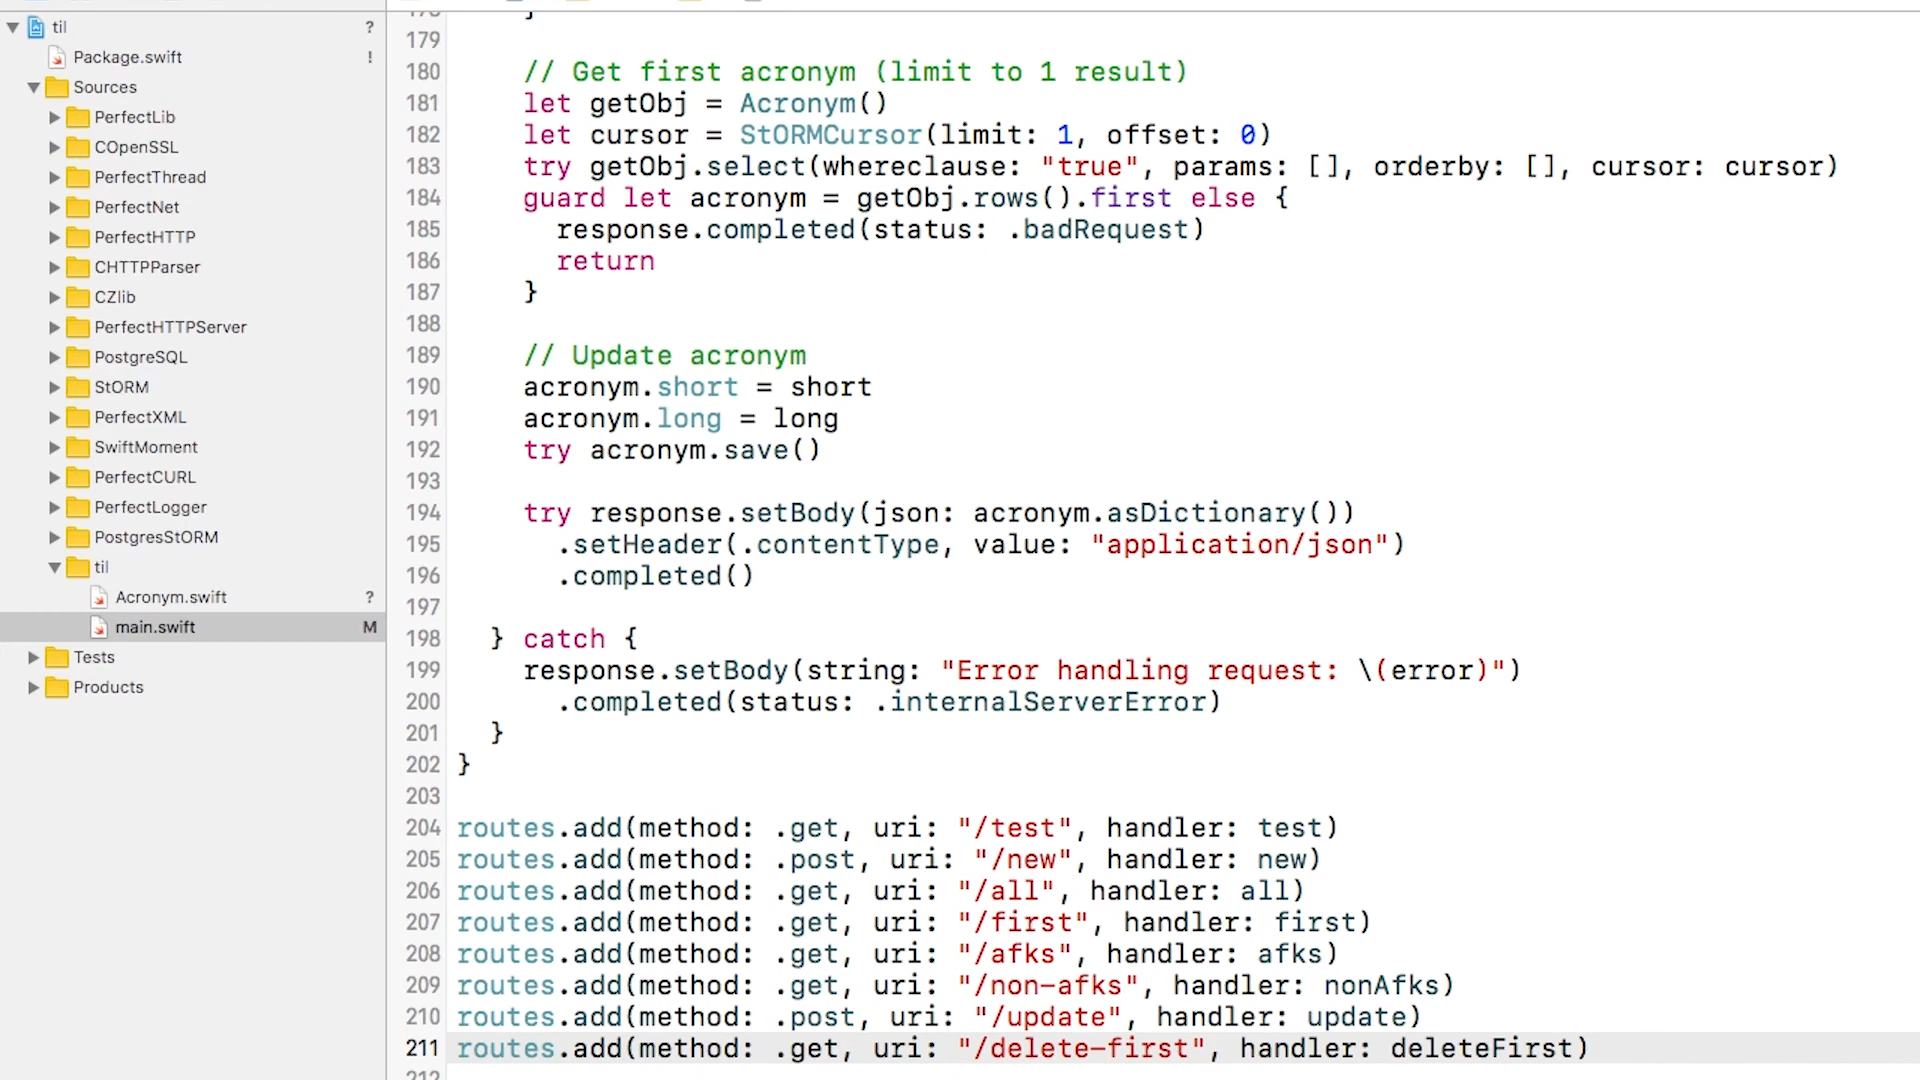 til ?
Package.swift !
Sources
PerfectLib
COpenSSL
PerfectThread
PerfectNet
PerfectHTTP
CHTTPParser
CZlib
PerfectHTTPServer
PostgreSQL
StORM
PerfectXML
SwiftMoment
PerfectCURL
PerfectLogger
PostgresStORM
til
Acronym.swift ?
main.swift M
Tests
Products
179
180 // Get first acronym (limit to 1 result)
181 let getObj = Acronym()
182 let cursor = StORMCursor(limit: 1, offset: 0)
183 try getObj.select(whereclause: "true", params: [], orderby: [], cursor: cursor)
184 guard let acronym = getObj.rows().first else {
185 response.completed(status: .badRequest)
186 return
187 }
188
189 // Update acronym
190 acronym.short = short
191 acronym.long = long
192 try acronym.save()
193
194 try response.setBody(json: acronym.asDictionary())
195 .setHeader(.contentType, value: "application/json")
196 .completed()
197
198 } catch {
199 response.setBody(string: "Error handling request: \(error)")
200 .completed(status: .internalServerError)
201 }
202 }
203
204 routes.add(method: .get, uri: "/test", handler: test)
205 routes.add(method: .post, uri: "/new", handler: new)
206 routes.add(method: .get, uri: "/all", handler: all)
207 routes.add(method: .get, uri: "/first", handler: first)
208 routes.add(method: .get, uri: "/afks", handler: afks)
209 routes.add(method: .get, uri: "/non-afks", handler: nonAfks)
210 routes.add(method: .post, uri: "/update", handler: update)
211 routes.add(method: .get, uri: "/delete-first", handler: deleteFirst)